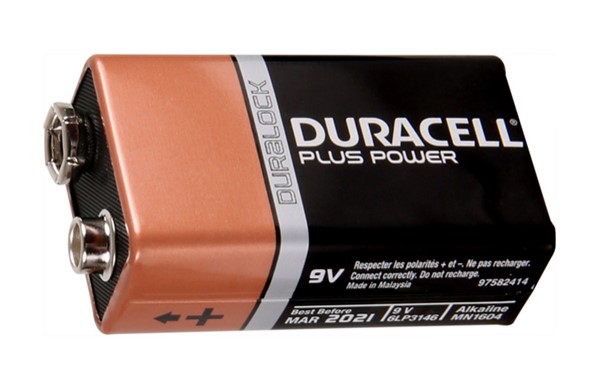 DURALOCK
DURACELL®
PLUS POWER
9V
Respecter les polarités + et –. Ne pas recharger.
Connect correctly. Do not recharge.
Made in Malaysia
97582414
+
Best Before
MAR 2021
9 V
6LP3146
Alkaline
MN1604